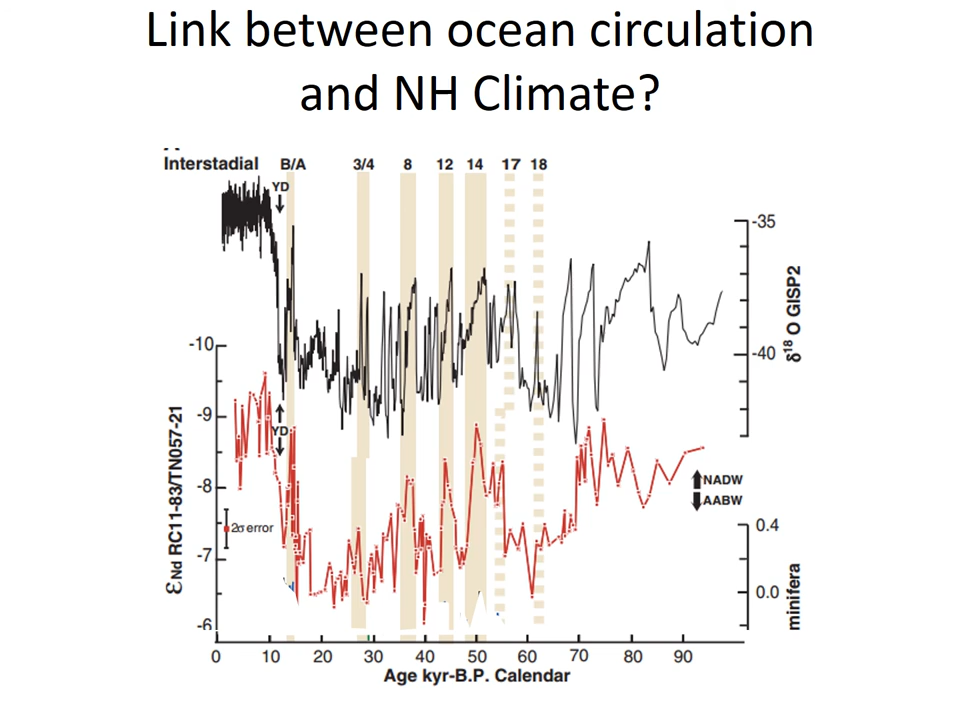 Link between ocean circulation
and NH Climate?
Interstadial B/A 3/4 8 12 14 17 18
YD
-35
-40
δ¹⁸ O GISP2
-10
-9
-8
-7
-6
εNd RC11-83/TN057-21
YD
2σ error
NADW
AABW
0.4
0.0
minifera
0 10 20 30 40 50 60 70 80 90
Age kyr-B.P. Calendar